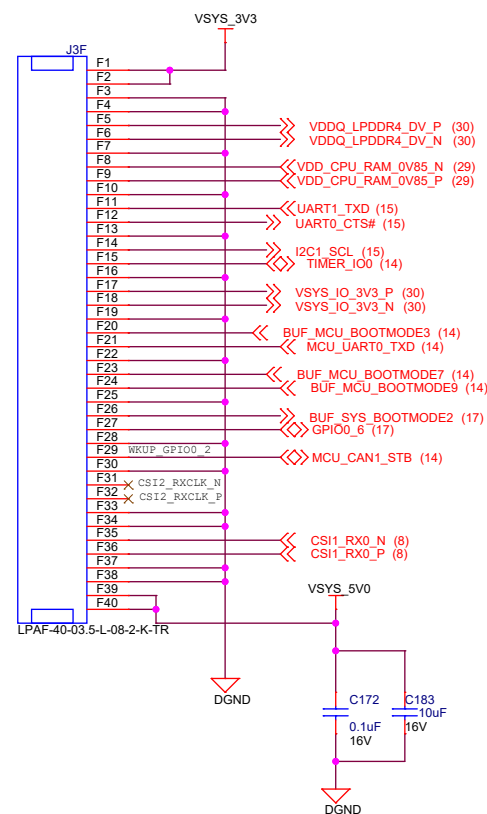 VSYS_3V3
J3F
F1
F2
F3
F4
F5 VDDQ_LPDDR4_DV_P (30)
F6 VDDQ_LPDDR4_DV_N (30)
F7
F8 VDD_CPU_RAM_0V85_N (29)
F9 VDD_CPU_RAM_0V85_P (29)
F10
F11 UART1_TXD (15)
F12 UART0_CTS# (15)
F13
F14 I2C1_SCL (15)
F15 TIMER_IO0 (14)
F16
F17 VSYS_IO_3V3_P (30)
F18 VSYS_IO_3V3_N (30)
F19
F20 BUF_MCU_BOOTMODE3 (14)
F21 MCU_UART0_TXD (14)
F22
F23 BUF_MCU_BOOTMODE7 (14)
F24 BUF_MCU_BOOTMODE9 (14)
F25
F26 BUF_SYS_BOOTMODE2 (17)
F27 GPIO0_6 (17)
F28
F29 WKUP_GPIO0_2 MCU_CAN1_STB (14)
F30
F31 CSI2_RXCLK_N
F32 CSI2_RXCLK_P
F33
F34
F35 CSI1_RX0_N (8)
F36 CSI1_RX0_P (8)
F37
F38
F39
F40
VSYS_5V0
LPAF-40-03.5-L-08-2-K-TR
DGND
C172
0.1uF
16V
C183
10uF
16V
DGND